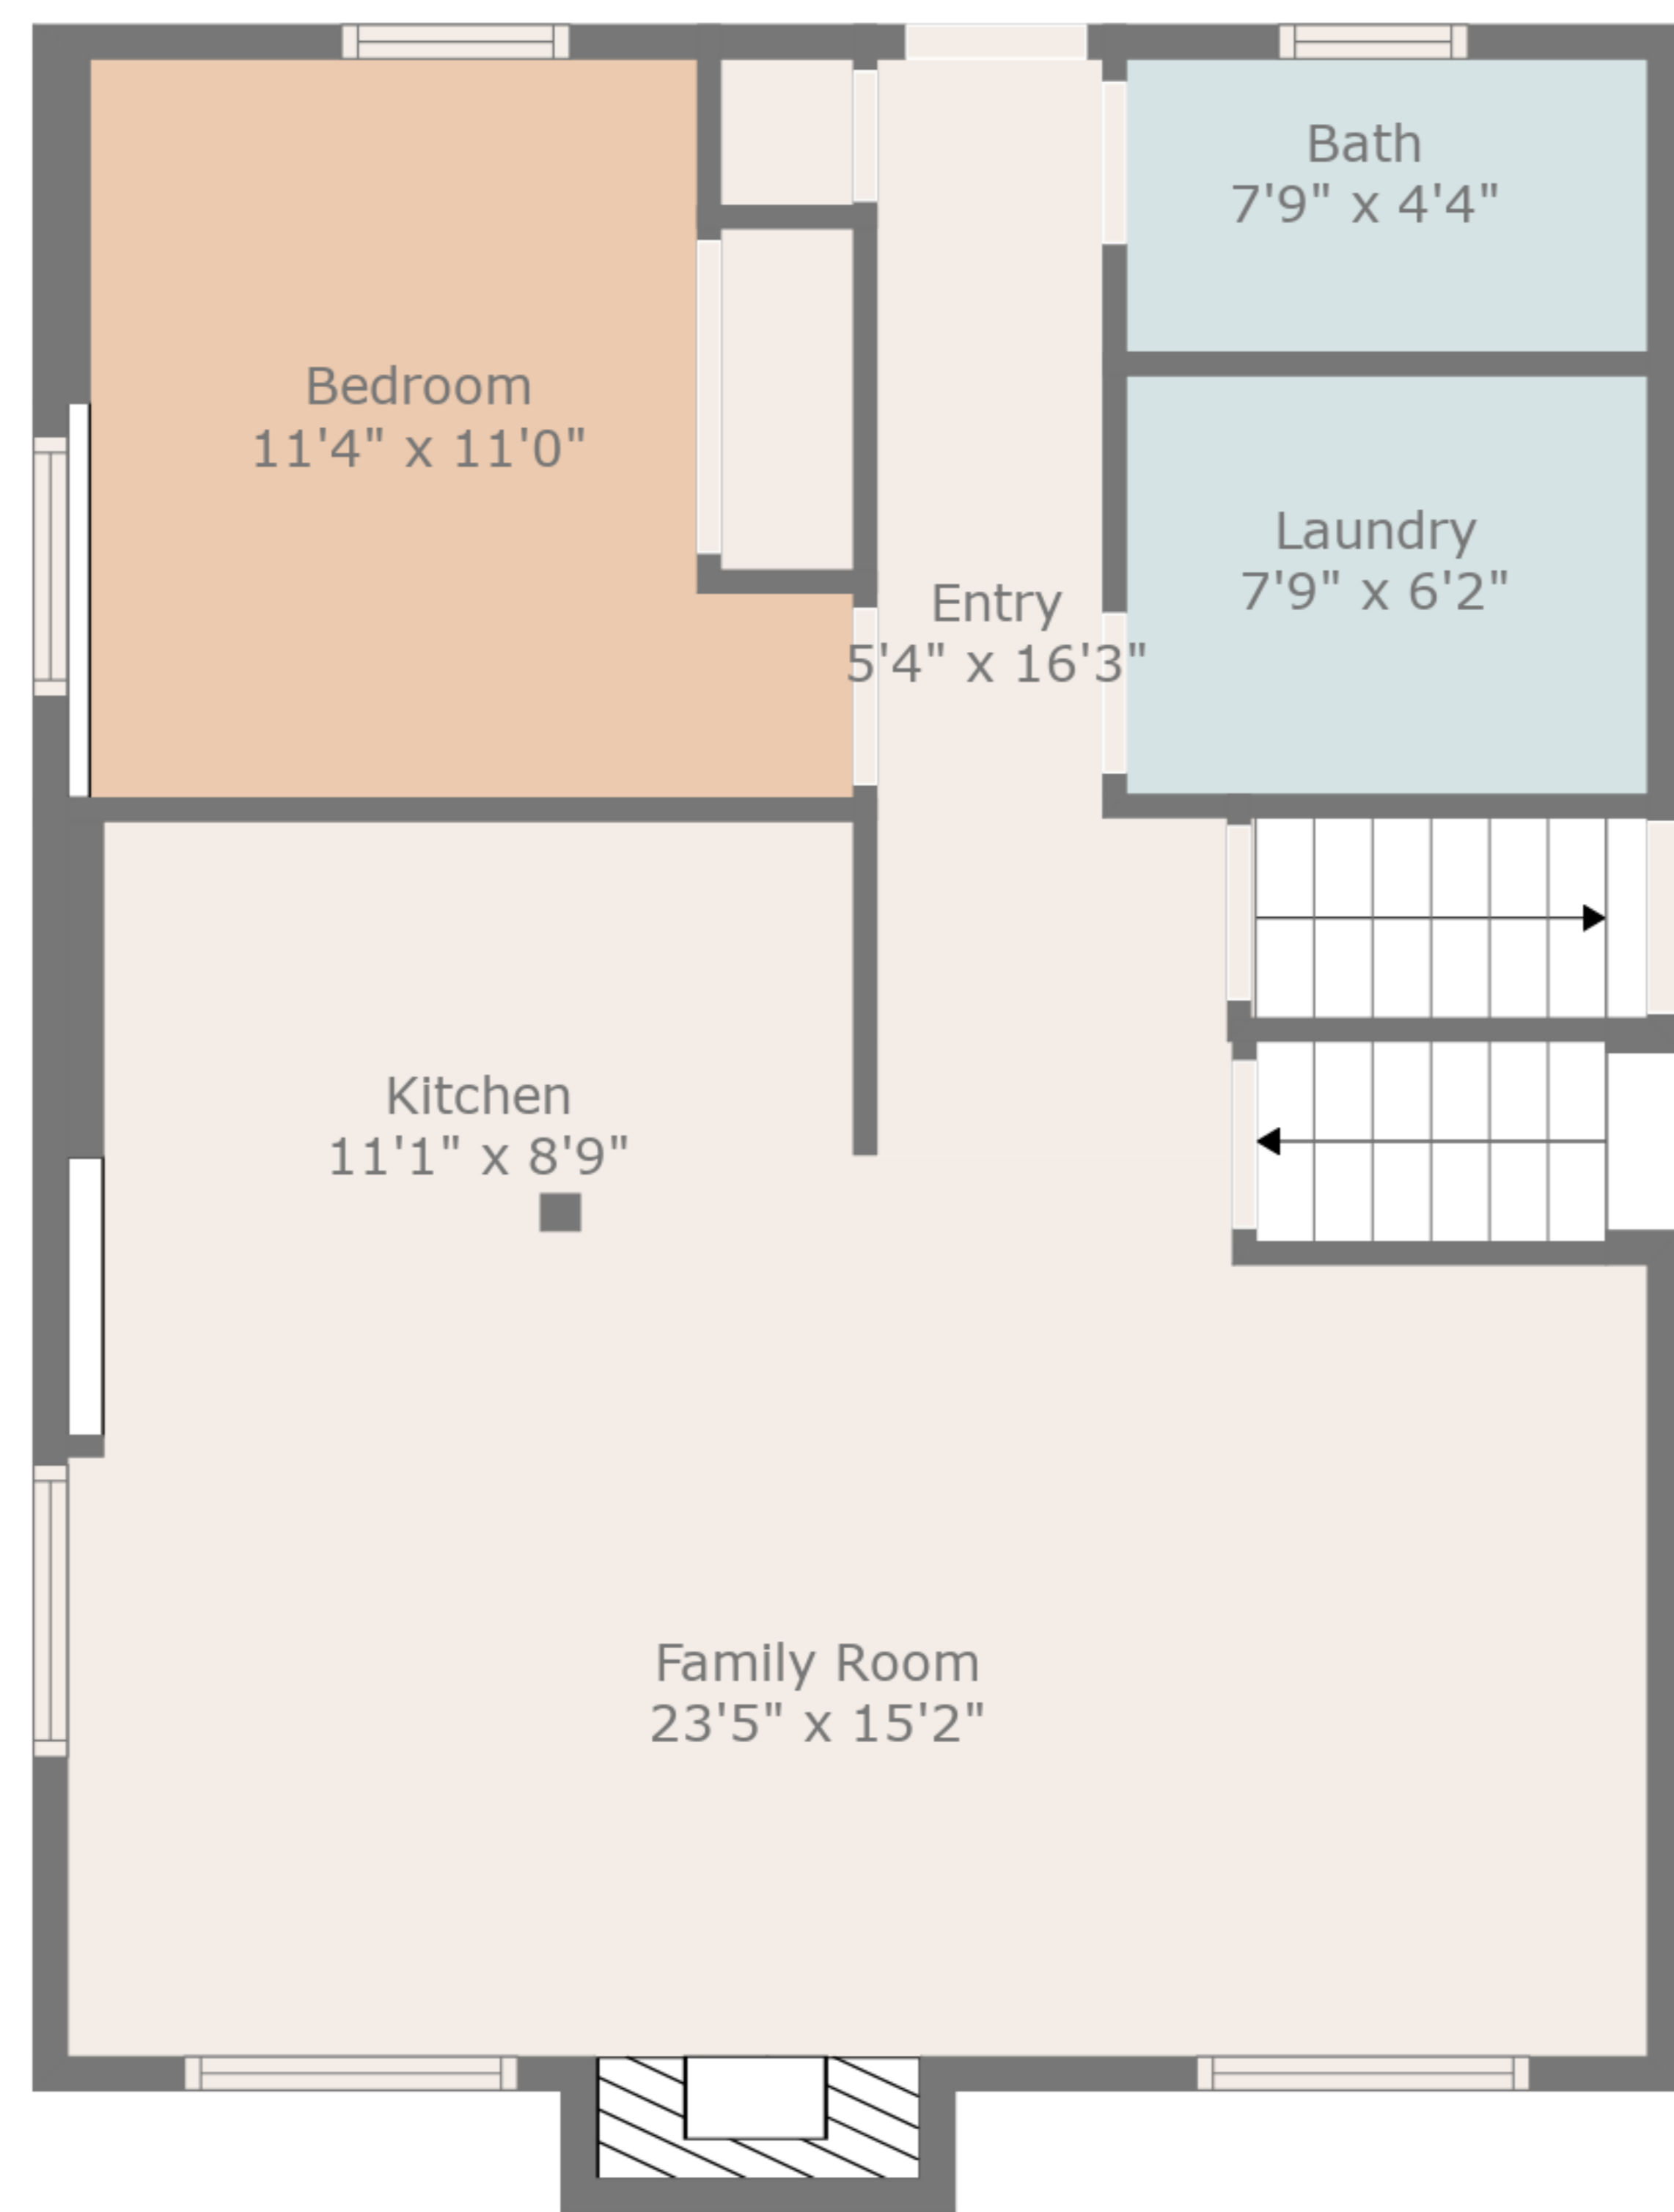 Bath
7'9" x 4'4"
Bedroom
11'4" x 11'0"
Laundry
7'9" x 6'2"
Entry
5'4" x 16'3"
Kitchen
11'1" x 8'9"
Family Room
23'5" x 15'2"